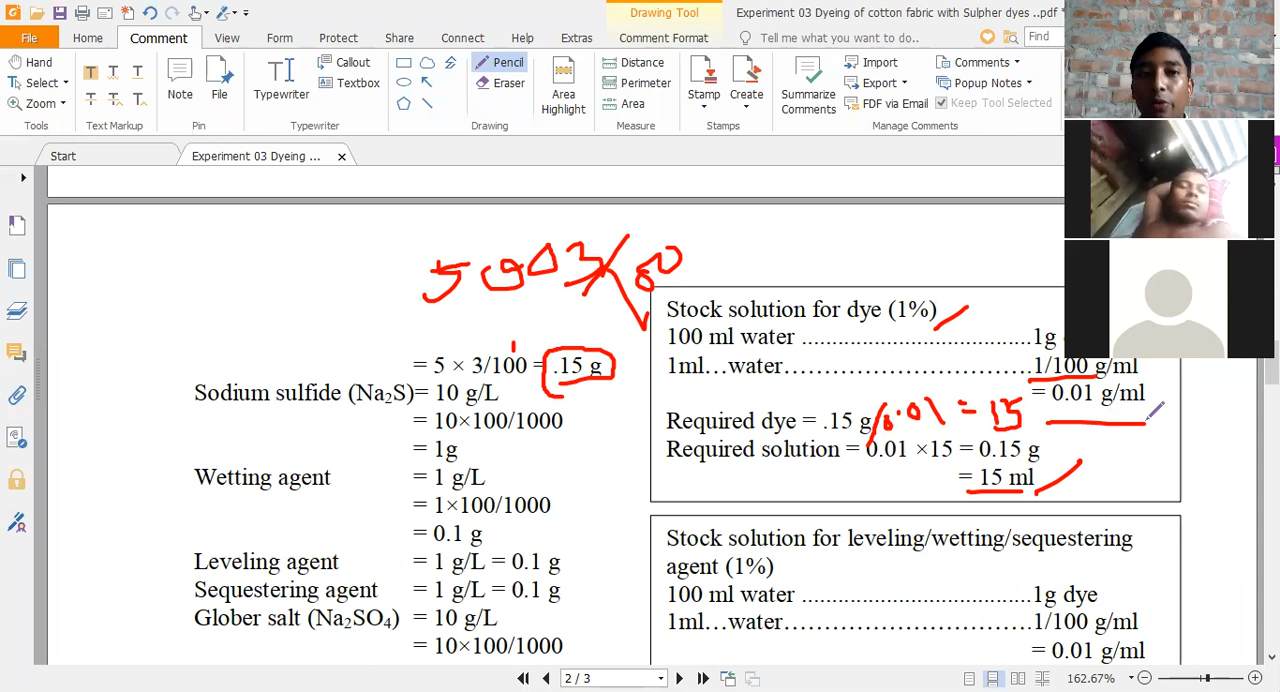 Drawing Tool
Experiment 03 Dyeing of cotton fabric with Sulpher dyes ..pdf *
File Home Comment View Form Protect Share Connect Help Extras Comment Format Tell me what you want to do.. Find
Hand
Select
Zoom
Tools
Text Markup
Note
File
Pin
Typewriter
Callout
Textbox
Typewriter
Pencil
Eraser
Drawing
Area Highlight
Distance
Perimeter
Area
Measure
Stamp
Create
Stamps
Summarize Comments
Import
Export
FDF via Email
Comments
Popup Notes
Keep Tool Selected
Manage Comments
Start
Experiment 03 Dyeing ...
= 5 × 3/100 = .15 g
Sodium sulfide (Na₂S)= 10 g/L
= 10×100/1000
= 1g
Wetting agent = 1 g/L
= 1×100/1000
= 0.1 g
Leveling agent = 1 g/L = 0.1 g
Sequestering agent = 1 g/L = 0.1 g
Glober salt (Na₂SO₄) = 10 g/L
= 10×100/1000
Stock solution for dye (1%)
100 ml water ..................................................1g
1ml…water……………………………….1/100 g/ml
= 0.01 g/ml
Required dye = .15 g/0.01 = 15
Required solution = 0.01 ×15 = 0.15 g
= 15 ml
Stock solution for leveling/wetting/sequestering
agent (1%)
100 ml water ..................................................1g dye
1ml…water……………………………….1/100 g/ml
= 0.01 g/ml
2 / 3
162.67%